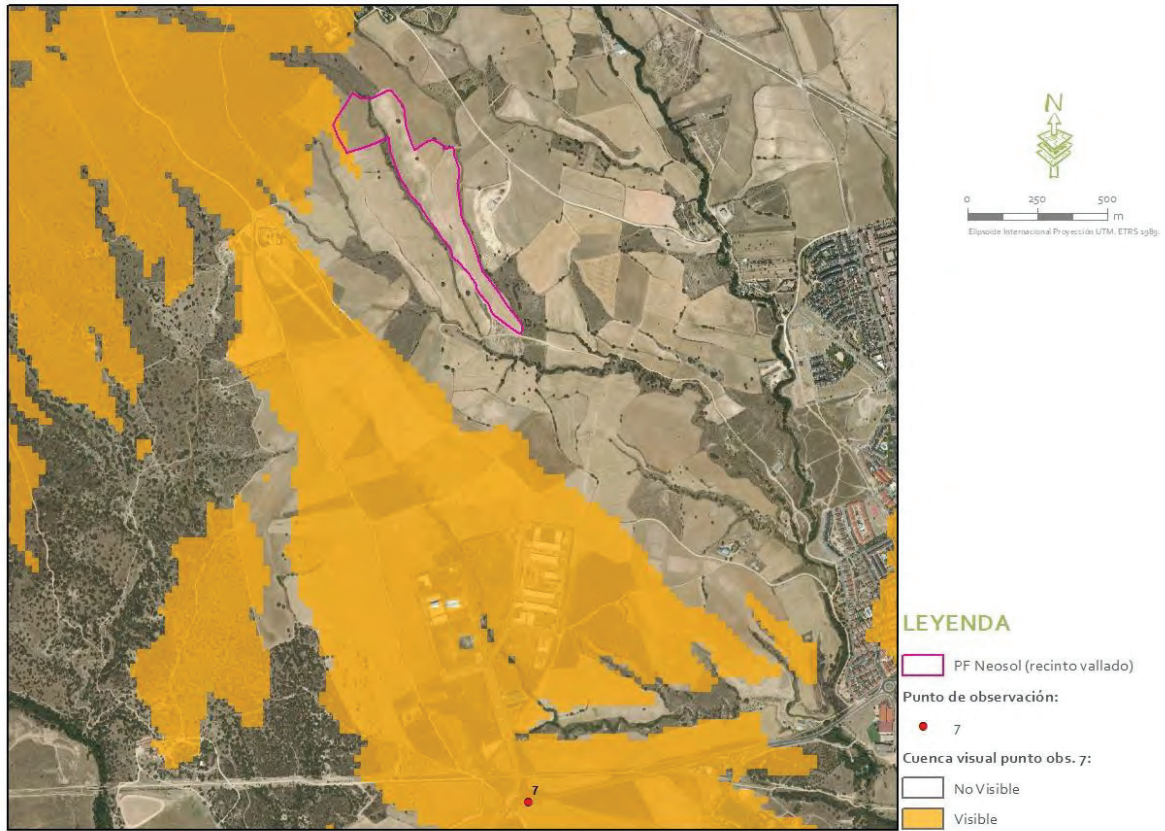 N
0 250 500
m
Elipsoide Internacional Proyección UTM. ETRS 1989.
7
LEYENDA
PF Neosol (recinto vallado)
Punto de observación:
7
Cuenca visual punto obs. 7:
No Visible
Visible